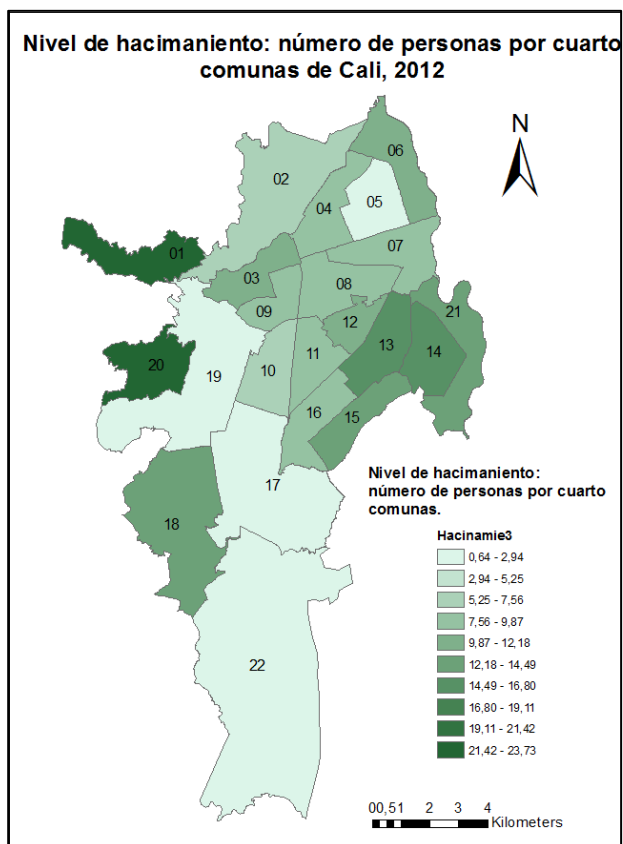 Nivel de hacimaniento: número de personas por cuarto
comunas de Cali, 2012
N
06
02
04
05
07
01
03
08
09
21
12
13
14
20
19
10
11
16
15
17
18
22
Nivel de hacimaniento:
número de personas por cuarto
comunas.
Hacinamie3
0,64 - 2,94
2,94 - 5,25
5,25 - 7,56
7,56 - 9,87
9,87 - 12,18
12,18 - 14,49
14,49 - 16,80
16,80 - 19,11
19,11 - 21,42
21,42 - 23,73
00,51 2 3 4
Kilometers